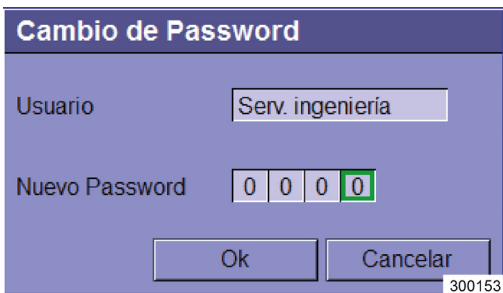 Cambio de Password
Usuario Serv. ingeniería
Nuevo Password 0 0 0 0
Ok Cancelar
300153